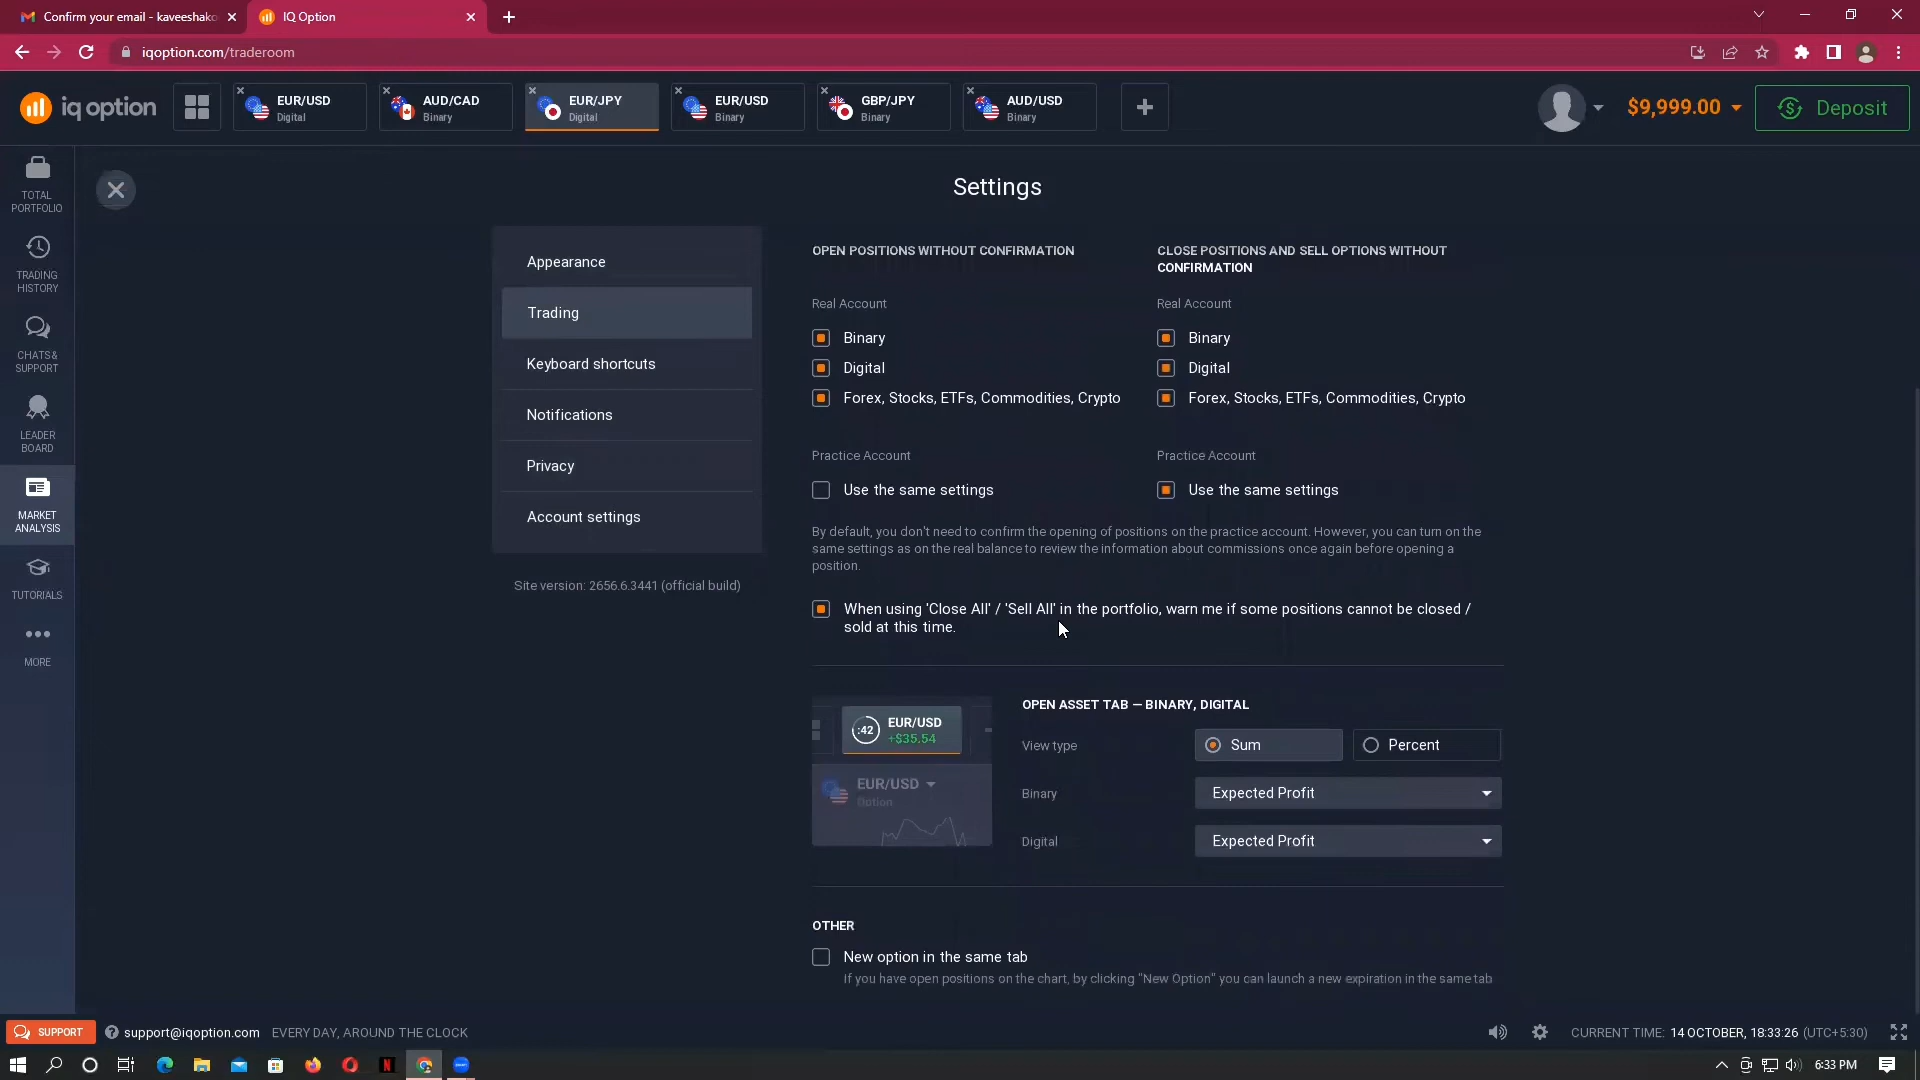 Confirm your email - kaveeshako
IQ Option
iqoption.com/traderoom
iq option
EUR/USD
Digital
AUD/CAD
Binary
EUR/JPY
Digital
EUR/USD
Binary
GBP/JPY
Binary
AUD/USD
Binary
$9,999.00
Deposit
TOTAL
PORTFOLIO
TRADING
HISTORY
CHATS &
SUPPORT
LEADER
BOARD
MARKET
ANALYSIS
TUTORIALS
MORE
Settings
Appearance
Trading
Keyboard shortcuts
Notifications
Privacy
Account settings
Site version: 2656.6.3441 (official build)
OPEN POSITIONS WITHOUT CONFIRMATION
Real Account
Binary
Digital
Forex, Stocks, ETFs, Commodities, Crypto
Practice Account
Use the same settings
CLOSE POSITIONS AND SELL OPTIONS WITHOUT
CONFIRMATION
Real Account
Binary
Digital
Forex, Stocks, ETFs, Commodities, Crypto
Practice Account
Use the same settings
By default, you don't need to confirm the opening of positions on the practice account. However, you can turn on the
same settings as on the real balance to review the information about commissions once again before opening a
position.
When using 'Close All' / 'Sell All' in the portfolio, warn me if some positions cannot be closed /
sold at this time.
:42
EUR/USD
+$35.54
EUR/USD
Option
OPEN ASSET TAB — BINARY, DIGITAL
View type
Sum
Percent
Binary
Expected Profit
Digital
Expected Profit
OTHER
New option in the same tab
If you have open positions on the chart, by clicking "New Option" you can launch a new expiration in the same tab
SUPPORT
support@iqoption.com
EVERY DAY, AROUND THE CLOCK
CURRENT TIME: 14 OCTOBER, 18:33:26 (UTC+5:30)
6:33 PM